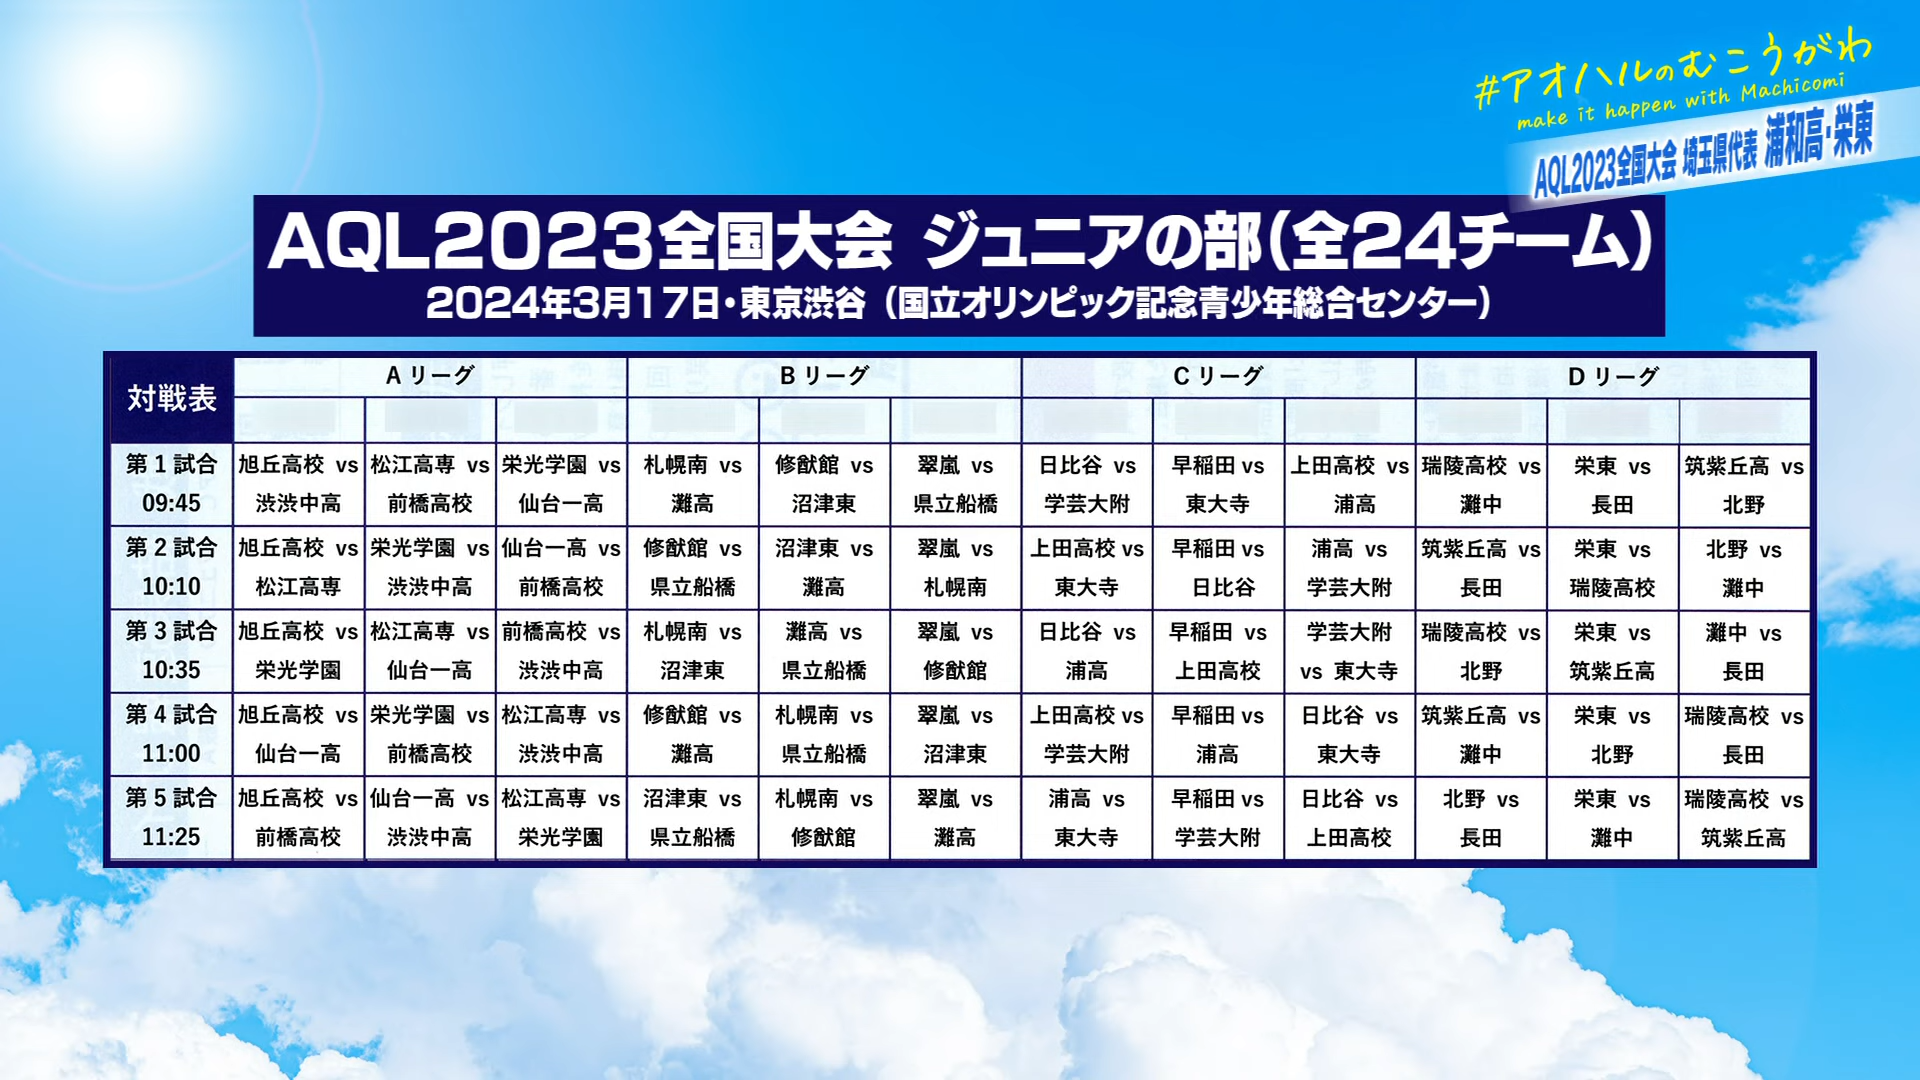 #アオハルのむこうがわ
make it happen with Machicomi
AQL2023全国大会 埼玉県代表 浦和高・栄東
AQL2023全国大会 ジュニアの部(全24チーム)
2024年3月17日・東京渋谷（国立オリンピック記念青少年総合センター）
対戦表 Aリーグ Bリーグ Cリーグ Dリーグ
第1試合 旭丘高校 vs 松江高専 vs 栄光学園 vs 札幌南 vs 修猷館 vs 翠嵐 vs 日比谷 vs 早稲田 vs 上田高校 vs 瑞陵高校 vs 栄東 vs 筑紫丘高 vs
09:45 渋渋中高 前橋高校 仙台一高 灘高 沼津東 県立船橋 学芸大附 東大寺 浦高 灘中 長田 北野
第2試合 旭丘高校 vs 栄光学園 vs 仙台一高 vs 修猷館 vs 沼津東 vs 翠嵐 vs 上田高校 vs 早稲田 vs 浦高 vs 筑紫丘高 vs 栄東 vs 北野 vs
10:10 松江高専 渋渋中高 前橋高校 県立船橋 灘高 札幌南 東大寺 日比谷 学芸大附 長田 瑞陵高校 灘中
第3試合 旭丘高校 vs 松江高専 vs 前橋高校 vs 札幌南 vs 灘高 vs 翠嵐 vs 日比谷 vs 早稲田 vs 学芸大附 瑞陵高校 vs 栄東 vs 灘中 vs
10:35 栄光学園 仙台一高 渋渋中高 沼津東 県立船橋 修猷館 浦高 上田高校 vs 東大寺 北野 筑紫丘高 長田
第4試合 旭丘高校 vs 栄光学園 vs 松江高専 vs 修猷館 vs 札幌南 vs 翠嵐 vs 上田高校 vs 早稲田 vs 日比谷 vs 筑紫丘高 vs 栄東 vs 瑞陵高校 vs
11:00 仙台一高 前橋高校 渋渋中高 灘高 県立船橋 沼津東 学芸大附 浦高 東大寺 灘中 北野 長田
第5試合 旭丘高校 vs 仙台一高 vs 松江高専 vs 沼津東 vs 札幌南 vs 翠嵐 vs 浦高 vs 早稲田 vs 日比谷 vs 北野 vs 栄東 vs 瑞陵高校 vs
11:25 前橋高校 渋渋中高 栄光学園 県立船橋 修猷館 灘高 東大寺 学芸大附 上田高校 長田 灘中 筑紫丘高